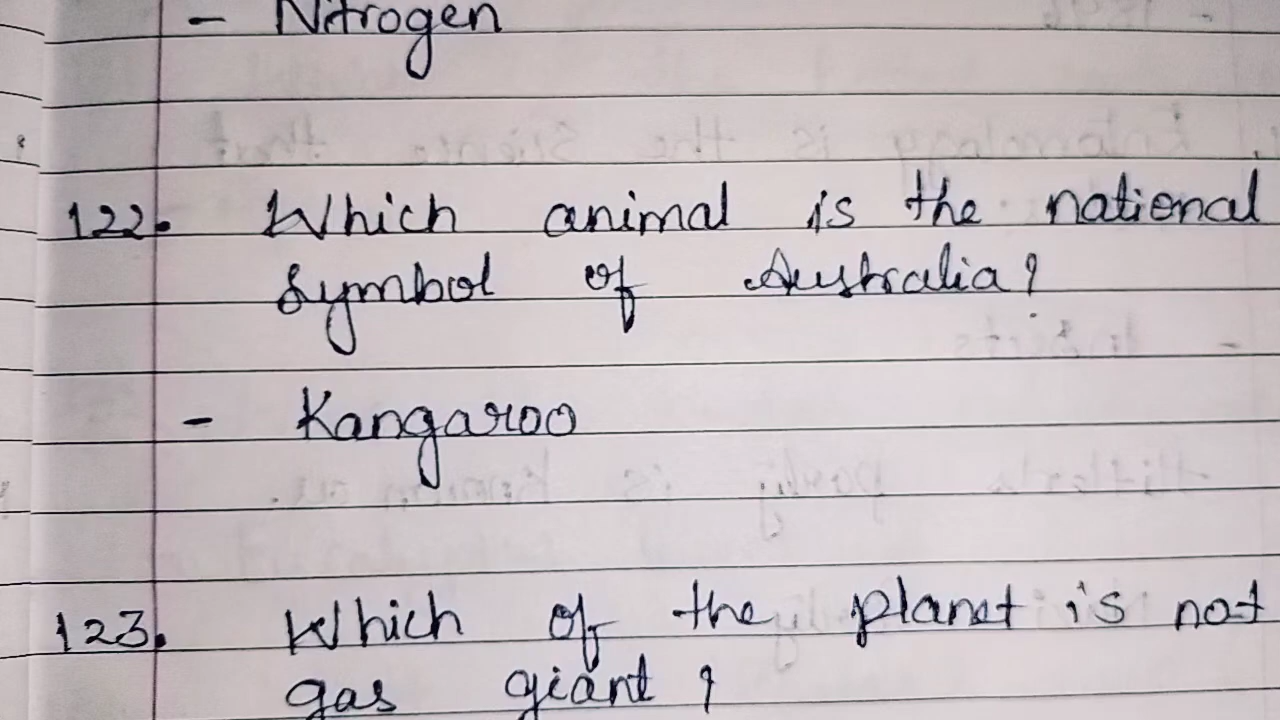 - Nitrogen
122. Which animal is the national
symbol of Australia?
- Kangaroo
123. Which of the planet is not
gas giant?